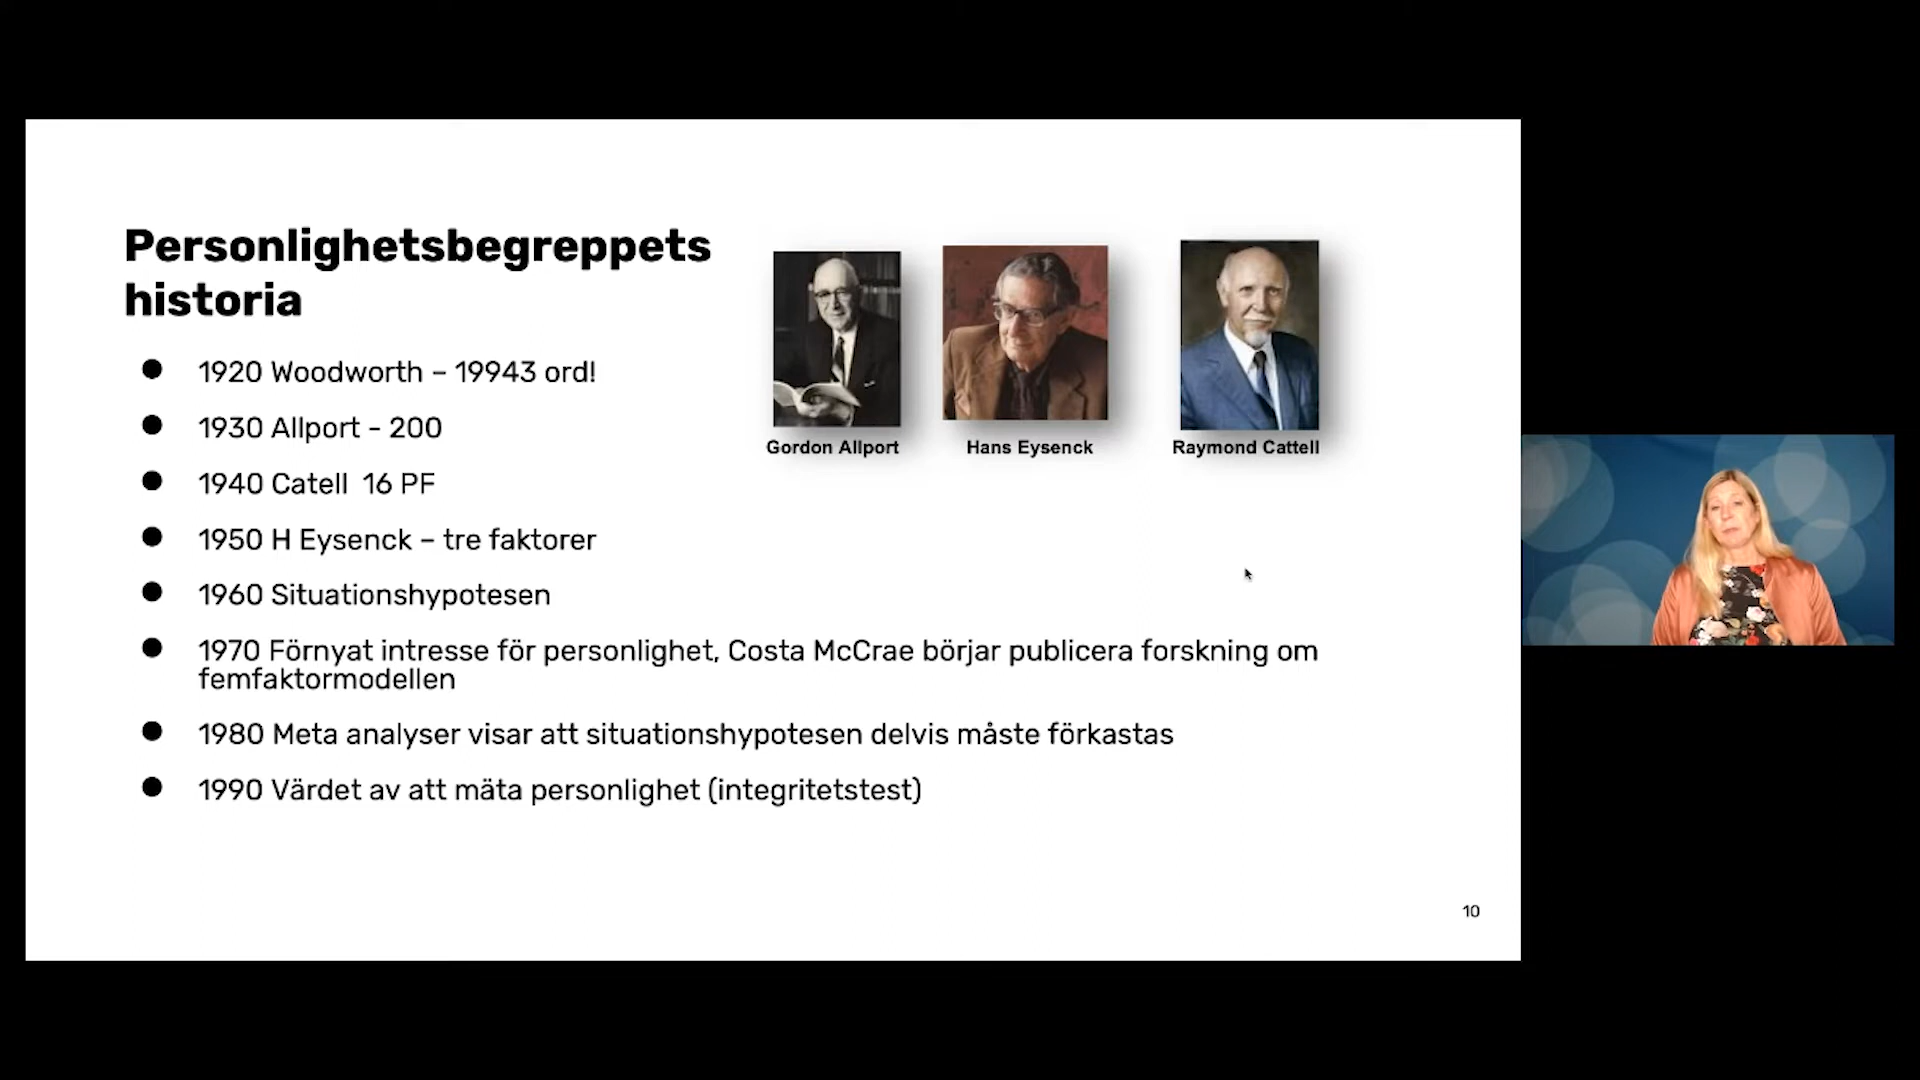 Personlighetsbegreppets
historia
Gordon Allport
Hans Eysenck
Raymond Cattell
1920 Woodworth – 19943 ord!
1930 Allport - 200
1940 Catell  16 PF
1950 H Eysenck – tre faktorer
1960 Situationshypotesen
1970 Förnyat intresse för personlighet, Costa McCrae börjar publicera forskning om
femfaktormodellen
1980 Meta analyser visar att situationshypotesen delvis måste förkastas
1990 Värdet av att mäta personlighet (integritetstest)
10